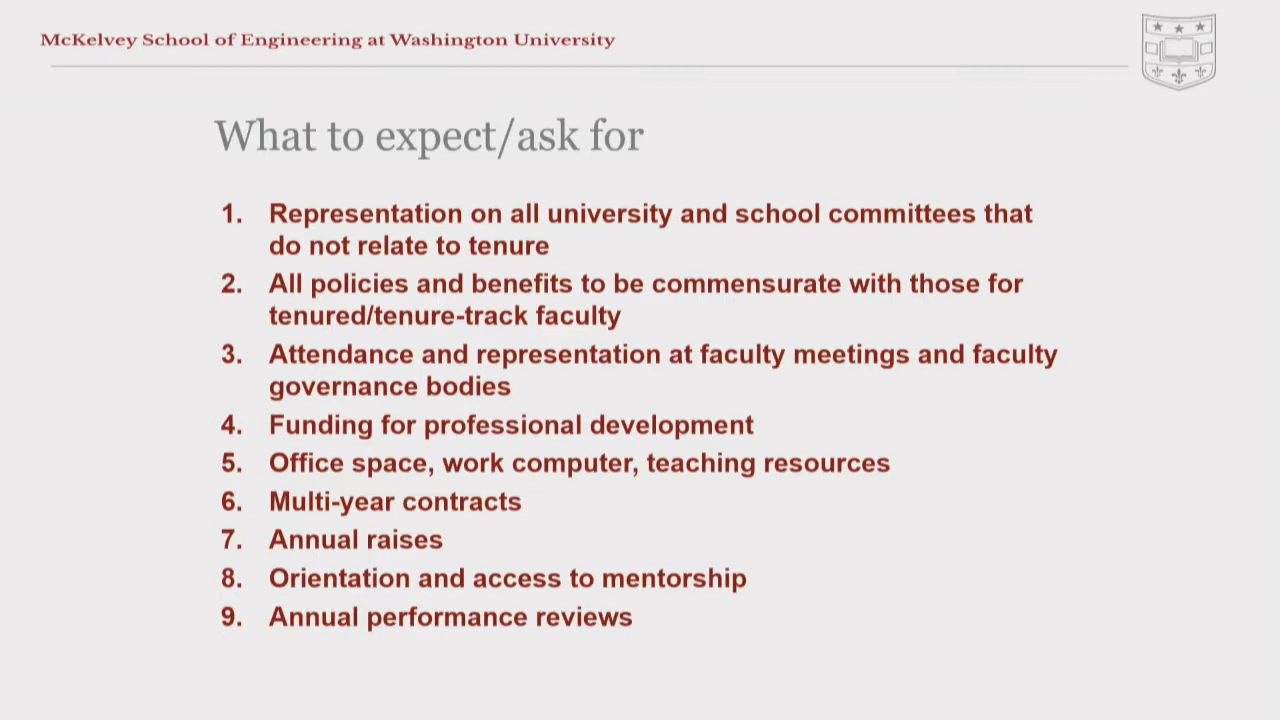 McKelvey School of Engineering at Washington University
What to expect/ask for
1. Representation on all university and school committees that
do not relate to tenure
2. All policies and benefits to be commensurate with those for
tenured/tenure-track faculty
3. Attendance and representation at faculty meetings and faculty
governance bodies
4. Funding for professional development
5. Office space, work computer, teaching resources
6. Multi-year contracts
7. Annual raises
8. Orientation and access to mentorship
9. Annual performance reviews